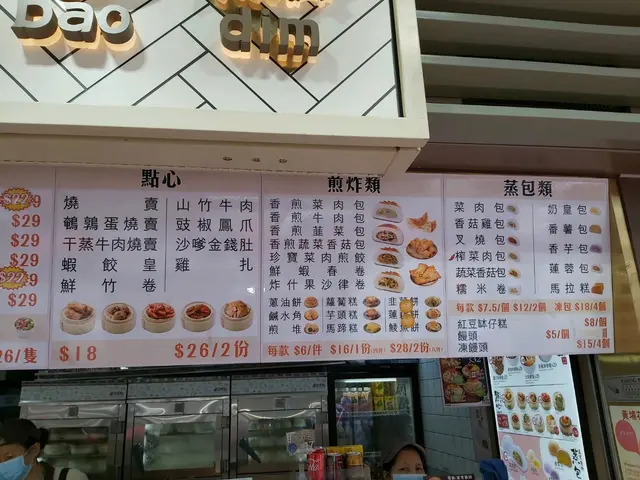 bao
dim
$29
$29
$29
$29
$29
$29
26/隻
點心
燒賣
鵪鶉蛋燒賣
干蒸牛肉燒賣
蝦餃皇
鮮竹卷
山竹牛肉
豉椒鳳爪
沙嗲金錢肚
雞扎
$18
$26/2份
煎炸類
香煎菜肉包
香煎牛肉包
香煎韮菜包
香煎蔬菜香菇包
珍寶菜肉煎餃
鮮蝦春卷
炸什果沙律卷
蔥油餅
鹹水角
煎堆
蘿蔔糕
芋頭糕
馬蹄糕
韭菜餅
鯪魚餅
每款 $6/件 $16/1份 $28/2份
蒸包類
菜肉包
香菇雞包
叉燒包
榨菜肉包
蔬菜香菇包
糯米卷
奶皇包
番薯包
香芋包
蓮蓉包
馬拉糕
每款 $7.5/個 $12/2個 凍包 $18/4個
紅豆缽仔糕 $8/個
饅頭 $5/個
凍饅頭 $15/4個